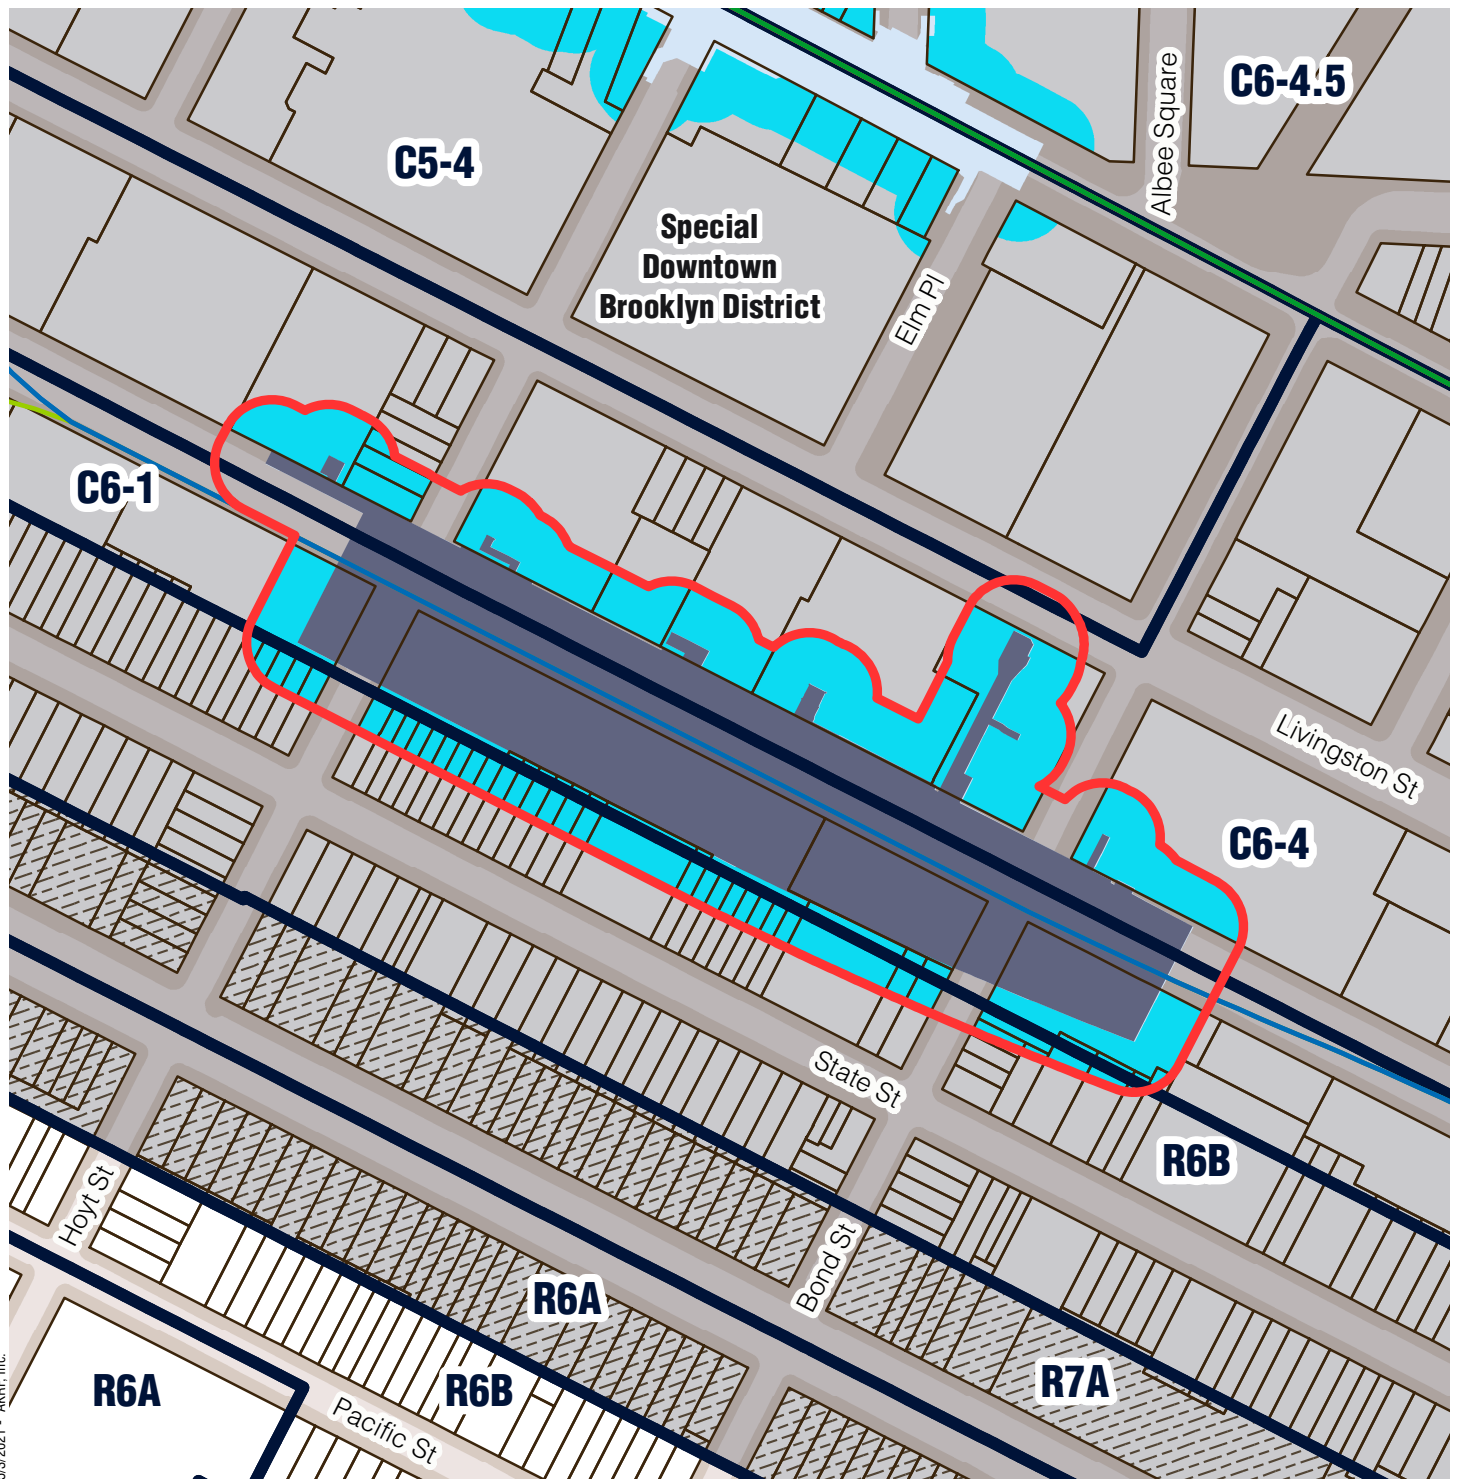 C6-4.5
Albee Square
C5-4
Special
Downtown
Brooklyn District
Elm Pl
C6-1
Livingston St
C6-4
State St
R6B
Hoyt St
Bond St
R6A
R7A
R6A
R6B
Pacific St